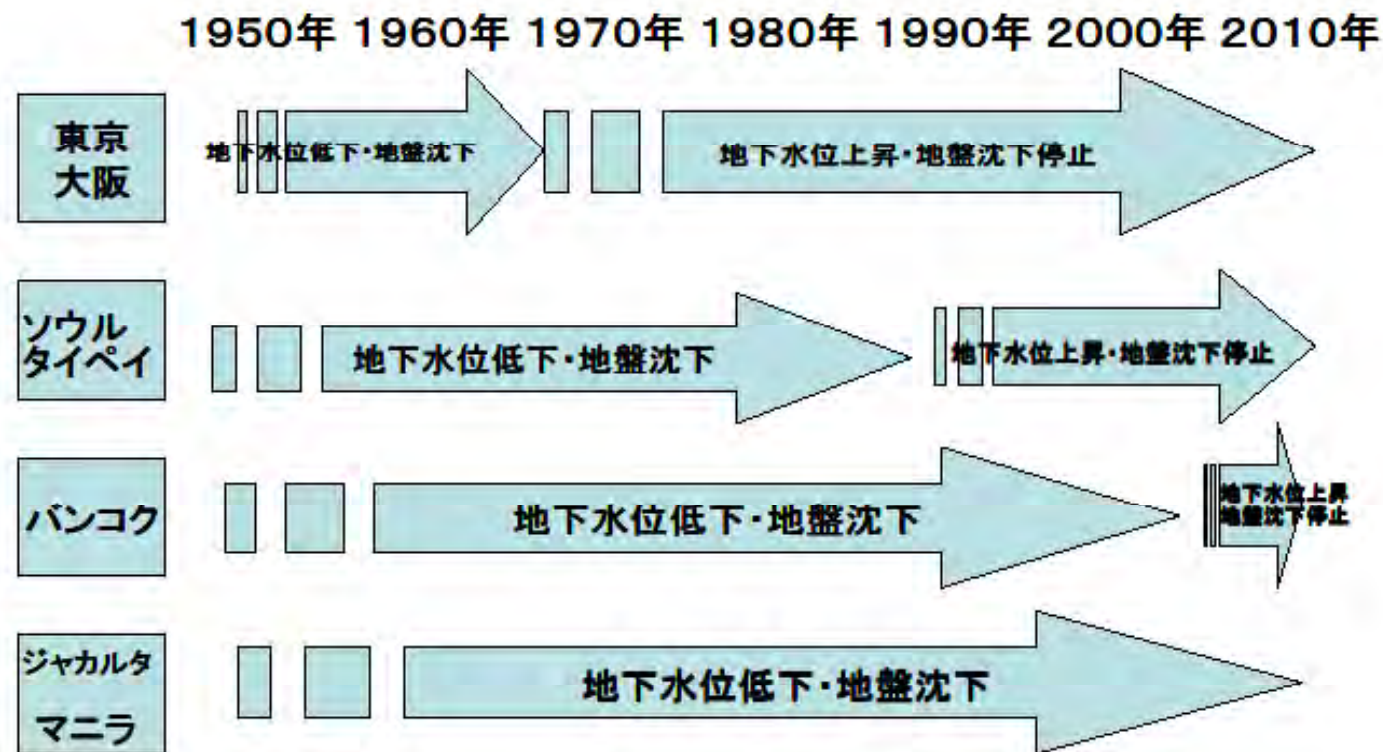 1950年 1960年 1970年 1980年 1990年 2000年 2010年
東京
大阪
地下水位低下・地盤沈下
地下水位上昇・地盤沈下停止
ソウル
タイペイ
地下水位低下・地盤沈下
地下水位上昇・地盤沈下停止
バンコク
地下水位低下・地盤沈下
地下水位上昇
地盤沈下停止
ジャカルタ
マニラ
地下水位低下・地盤沈下